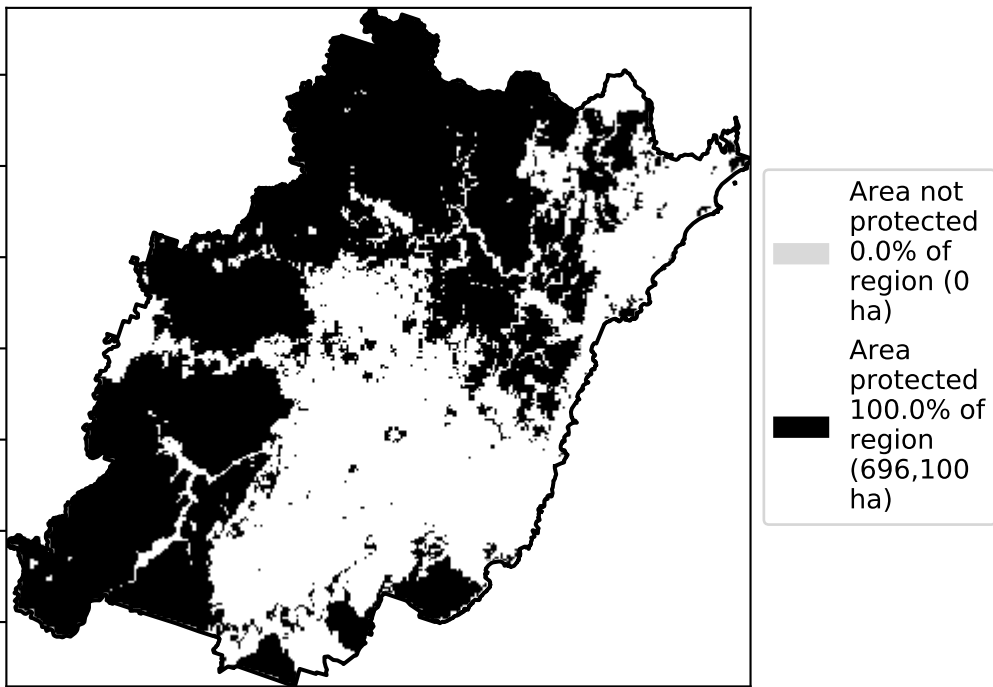 Area not
protected
0.0% of
region (0
ha)
Area
protected
100.0% of
region
(696,100
ha)